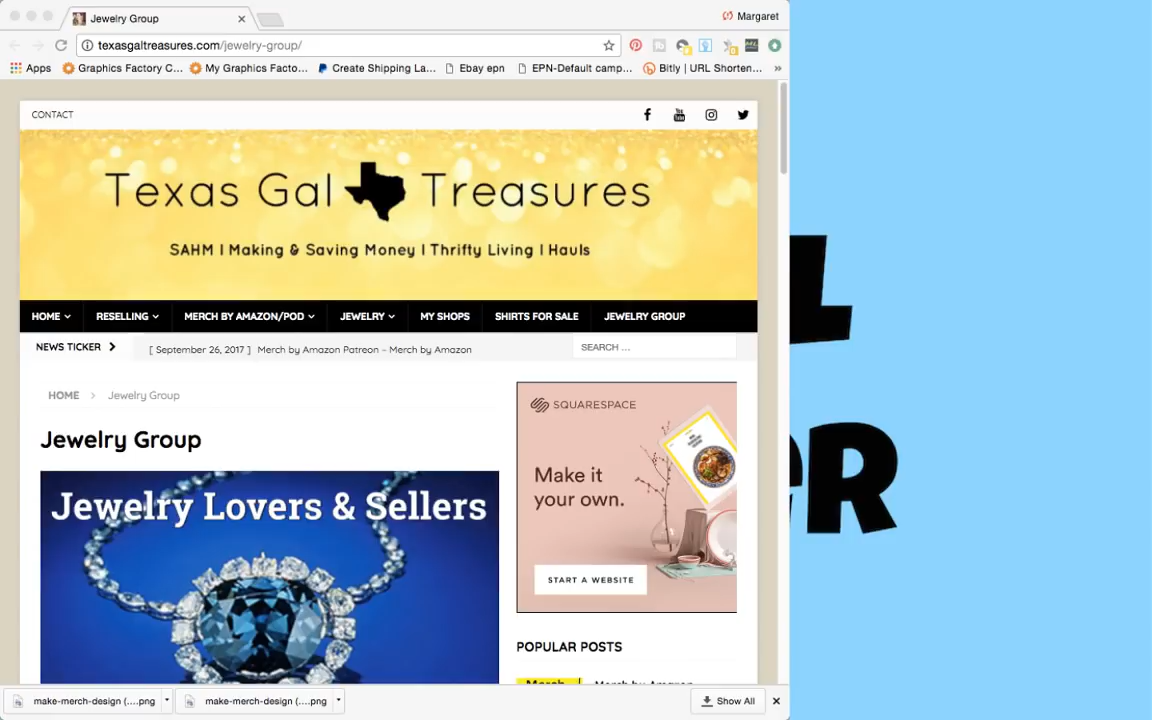 Jewelry Group
Margaret
texasgaltreasures.com/jewelry-group/
Apps
Graphics Factory C...
My Graphics Facto...
Create Shipping La...
Ebay epn
EPN-Default camp...
Bitly | URL Shorten...
CONTACT
Texas Gal Treasures
SAHM | Making & Saving Money | Thrifty Living | Hauls
HOME
RESELLING
MERCH BY AMAZON/POD
JEWELRY
MY SHOPS
SHIRTS FOR SALE
JEWELRY GROUP
NEWS TICKER
[ September 26, 2017 ] Merch by Amazon Patreon – Merch by Amazon
SEARCH ...
HOME > Jewelry Group
Jewelry Group
Jewelry Lovers & Sellers
SQUARESPACE
Make it
your own.
START A WEBSITE
POPULAR POSTS
Merch by Amazon
make-merch-design (....png
make-merch-design (....png
Show All